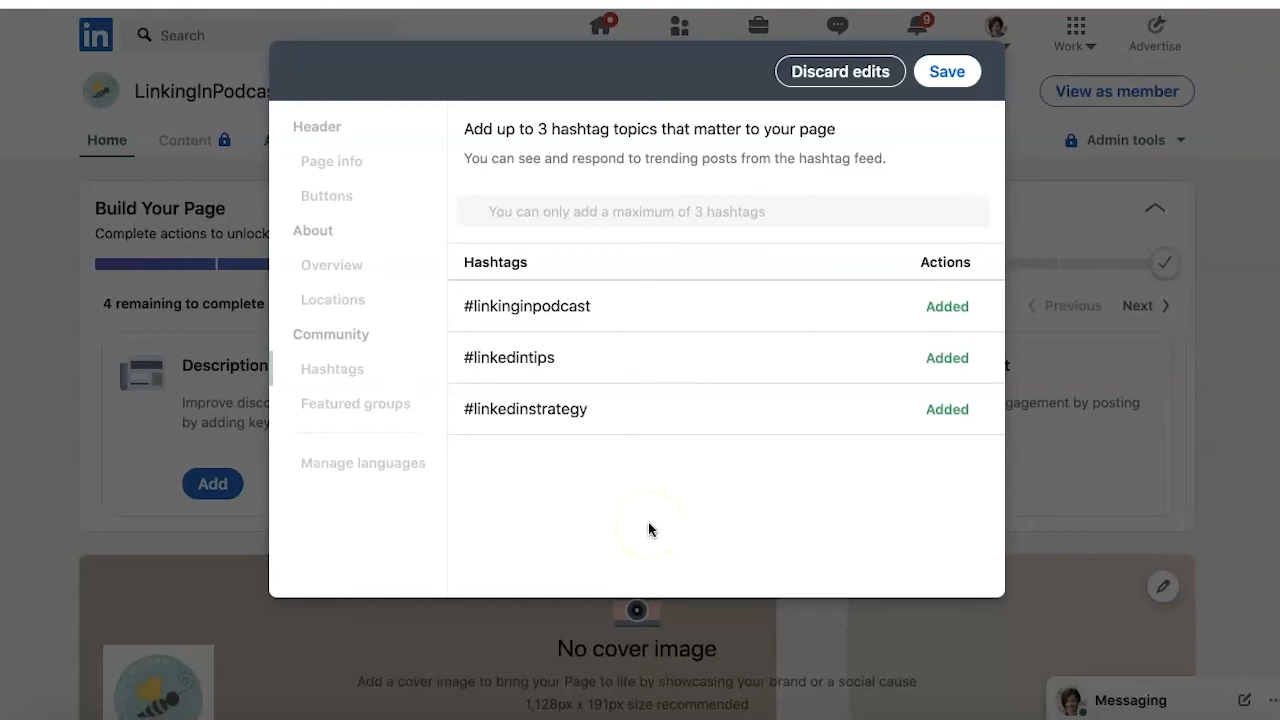 in
Search
9
Work
Advertise
Discard edits
Save
LinkingInPodcas
View as member
Home
Content
Admin tools
Header
Page info
Buttons
About
Overview
Locations
Community
Hashtags
Featured groups
Manage languages
Add up to 3 hashtag topics that matter to your page
You can see and respond to trending posts from the hashtag feed.
You can only add a maximum of 3 hashtags
Hashtags Actions
#linkinginpodcast Added
#linkedintips Added
#linkedinstrategy Added
Build Your Page
Complete actions to unlock
4 remaining to complete
Previous
Next
Description
Improve disco
by adding key
Add
t
gagement by posting
No cover image
Add a cover image to bring your Page to life by showcasing your brand or a social cause
1,128px x 191px size recommended
Messaging